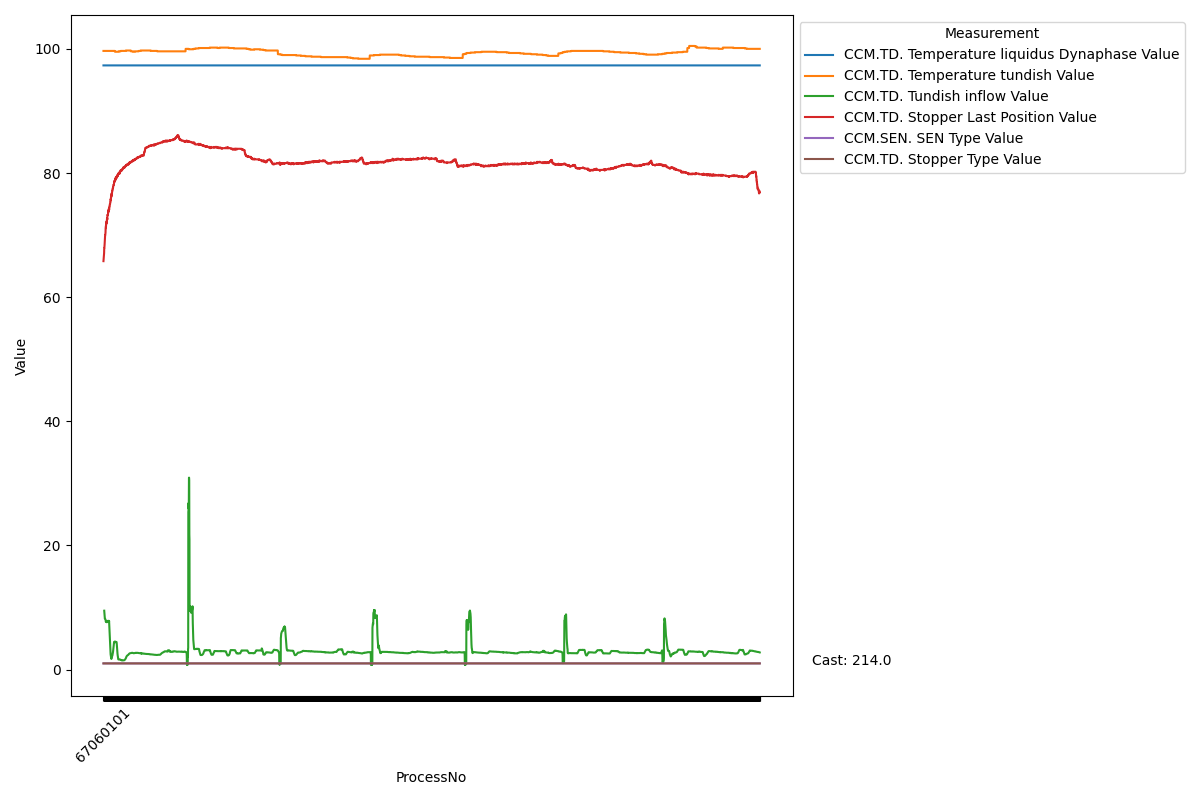 Measurement
CCM.TD. Temperature liquidus Dynaphase Value
CCM.TD. Temperature tundish Value
CCM.TD. Tundish inflow Value
CCM.TD. Stopper Last Position Value
CCM.SEN. SEN Type Value
CCM.TD. Stopper Type Value
100
80
60
40
20
0
Value
Cast: 214.0
67060101
ProcessNo